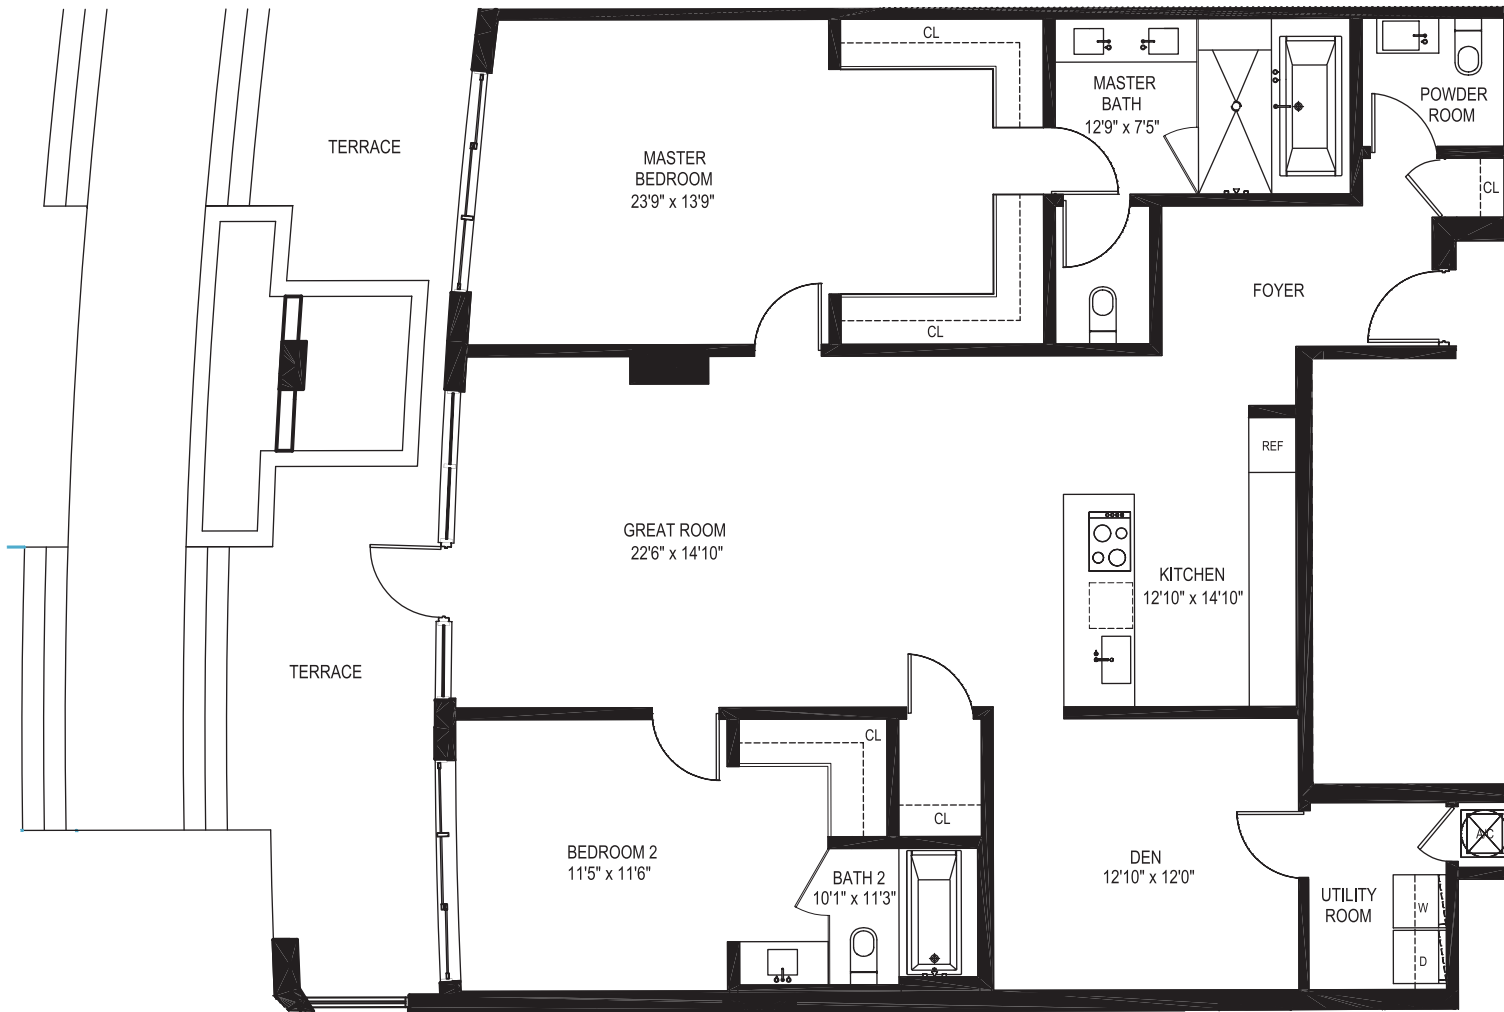 CL
TERRACE
MASTER
BEDROOM
23'9" x 13'9"
MASTER
BATH
12'9" x 7'5"
POWDER
ROOM
CL
FOYER
CL
REF
GREAT ROOM
22'6" x 14'10"
KITCHEN
12'10" x 14'10"
TERRACE
CL
CL
BEDROOM 2
11'5" x 11'6"
BATH 2
10'1" x 11'3"
DEN
12'10" x 12'0"
A/C
UTILITY
ROOM
W
D